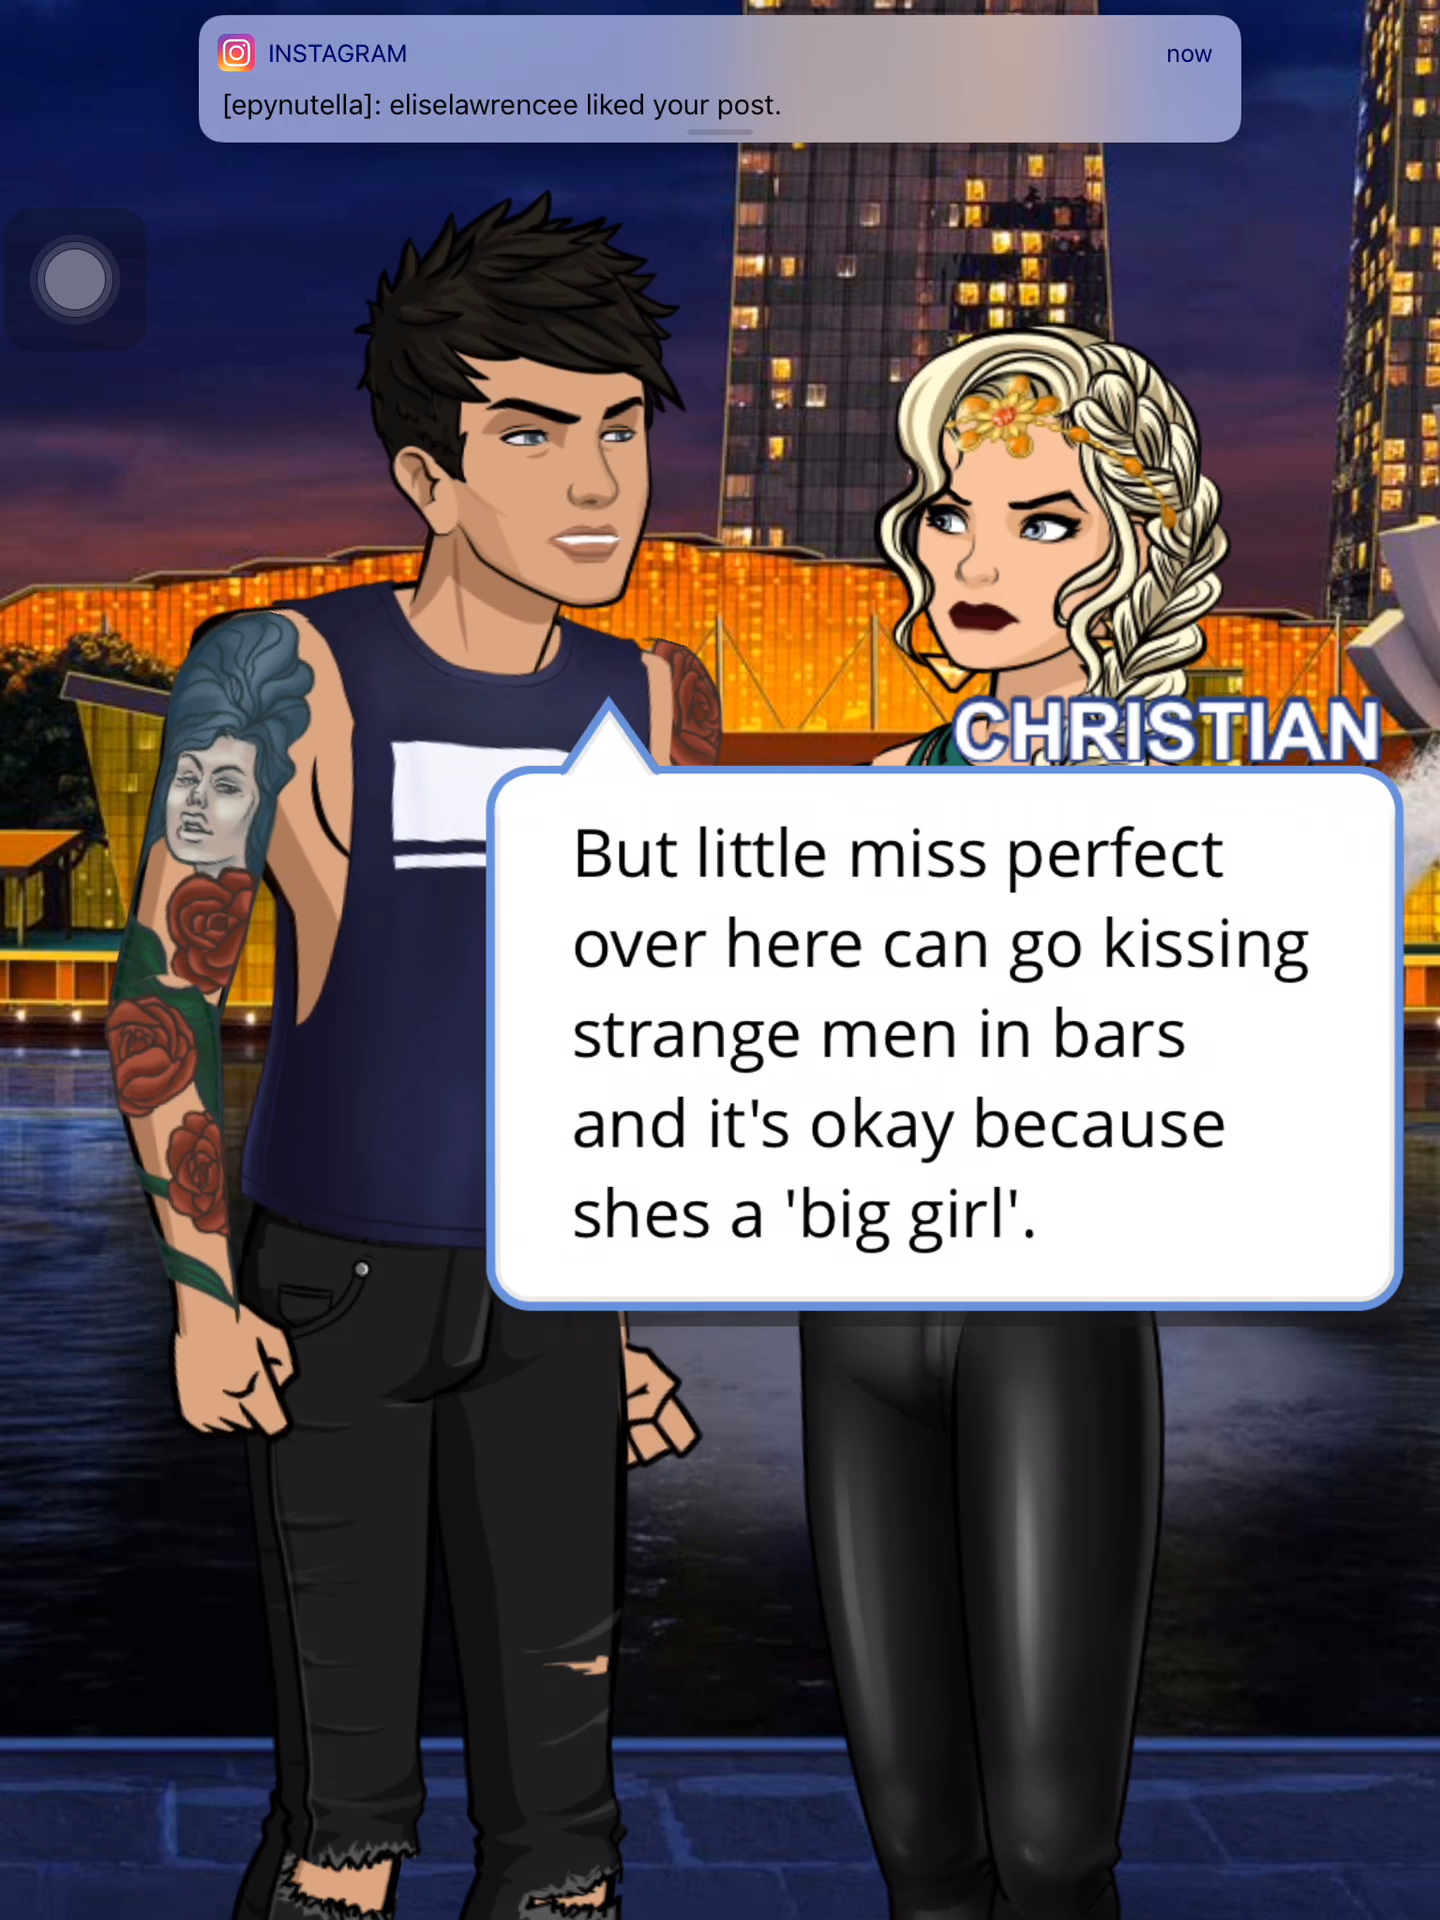 INSTAGRAM now
[epynutella]: eliselawrencee liked your post.
CHRISTIAN
But little miss perfect
over here can go kissing
strange men in bars
and it's okay because
shes a 'big girl'.